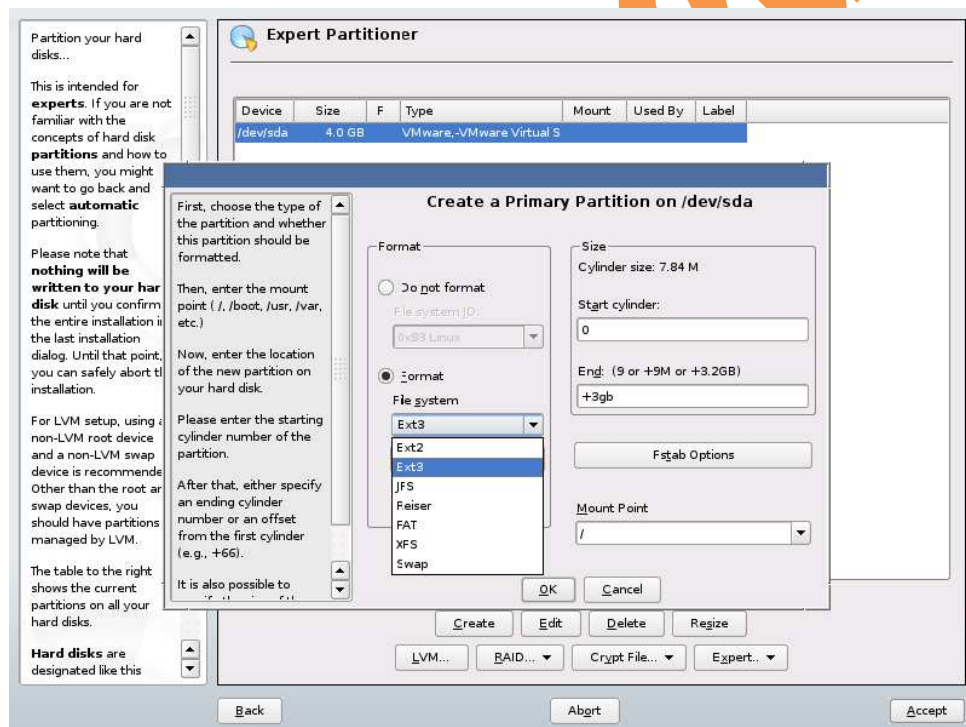 Partition your hard
disks...
This is intended for
experts. If you are not
familiar with the
concepts of hard disk
partitions and how to
use them, you might
want to go back and
select automatic
partitioning.
Please note that
nothing will be
written to your har
disk until you confirm
the entire installation i
the last installation
dialog. Until that point,
you can safely abort t
installation.
For LVM setup, using
non-LVM root device
and a non-LVM swap
device is recommende
Other than the root ar
swap devices, you
should have partitions
managed by LVM.
The table to the right
shows the current
partitions on all your
hard disks.
Hard disks are
designated like this
Expert Partitioner
Device Size F Type Mount Used By Label
/dev/sda 4.0 GB VMware,-VMware Virtual S
First, choose the type of
the partition and whether
this partition should be
formatted.
Then, enter the mount
point ( /, /boot, /usr, /var,
etc.)
Now, enter the location
of the new partition on
your hard disk.
Please enter the starting
cylinder number of the
partition.
After that, either specify
an ending cylinder
number or an offset
from the first cylinder
(e.g., +66).
It is also possible to
Create a Primary Partition on /dev/sda
Format
Do not format
File system ID:
0x83 Linux
Format
File system
Ext3
Ext2
Ext3
JFS
Reiser
FAT
XFS
Swap
Size
Cylinder size: 7.84 M
Start cylinder:
0
End: (9 or +9M or +3.2GB)
+3gb
Fstab Options
Mount Point
/
OK Cancel
Create Edit Delete Resize
LVM... RAID... Crypt File... Expert..
Back Abort Accept